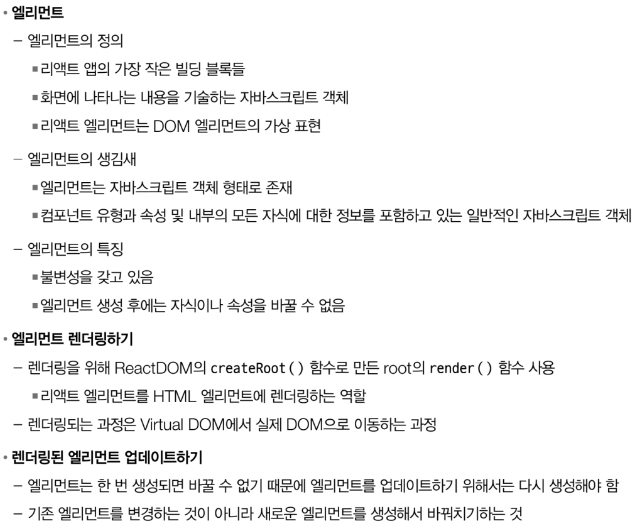 • 엘리먼트
– 엘리먼트의 정의
▪ 리액트 앱의 가장 작은 빌딩 블록들
▪ 화면에 나타나는 내용을 기술하는 자바스크립트 객체
▪ 리액트 엘리먼트는 DOM 엘리먼트의 가상 표현
– 엘리먼트의 생김새
▪ 엘리먼트는 자바스크립트 객체 형태로 존재
▪ 컴포넌트 유형과 속성 및 내부의 모든 자식에 대한 정보를 포함하고 있는 일반적인 자바스크립트 객체
– 엘리먼트의 특징
▪ 불변성을 갖고 있음
▪ 엘리먼트 생성 후에는 자식이나 속성을 바꿀 수 없음
• 엘리먼트 렌더링하기
– 렌더링을 위해 ReactDOM의 createRoot() 함수로 만든 root의 render() 함수 사용
▪ 리액트 엘리먼트를 HTML 엘리먼트에 렌더링하는 역할
– 렌더링되는 과정은 Virtual DOM에서 실제 DOM으로 이동하는 과정
• 렌더링된 엘리먼트 업데이트하기
– 엘리먼트는 한 번 생성되면 바꿀 수 없기 때문에 엘리먼트를 업데이트하기 위해서는 다시 생성해야 함
– 기존 엘리먼트를 변경하는 것이 아니라 새로운 엘리먼트를 생성해서 바꿔치기하는 것